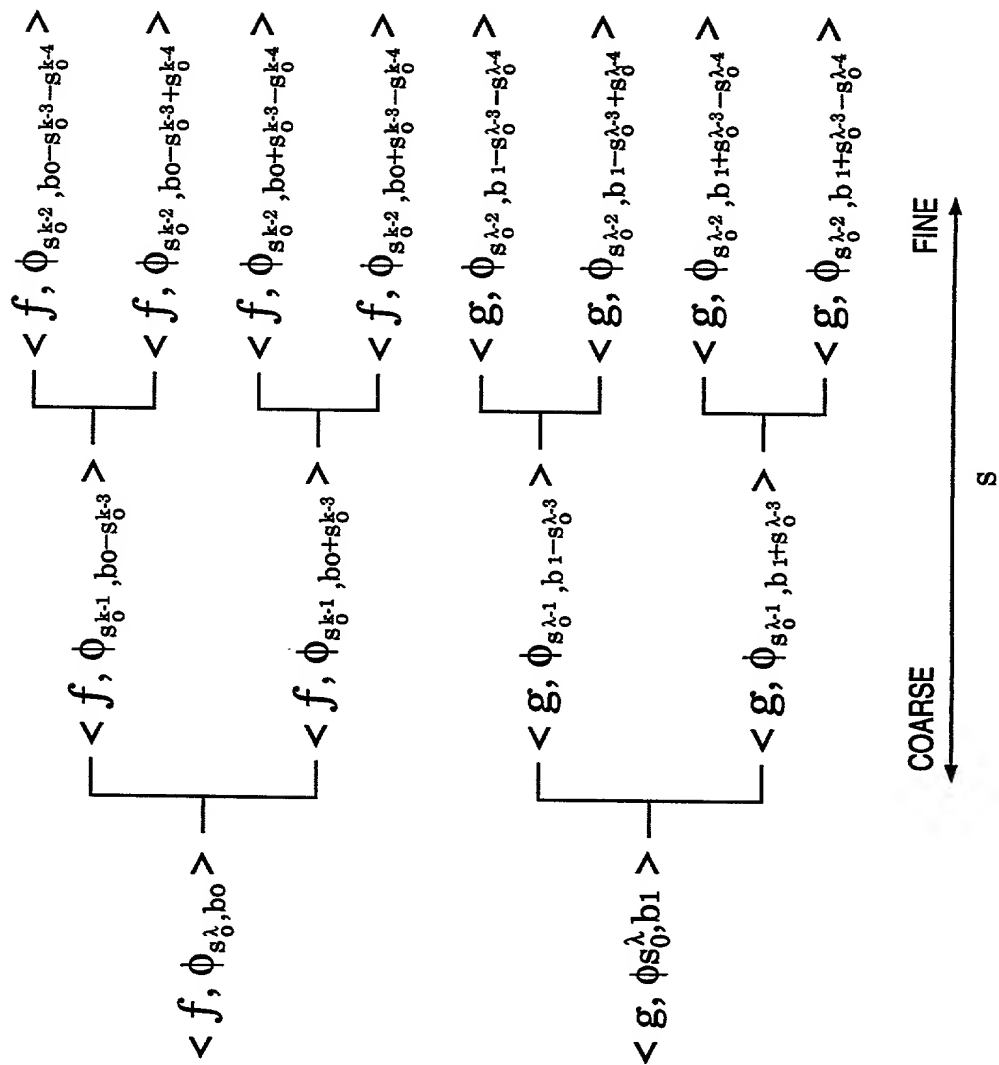 < f, ϕ_{s_0^λ, b0} >
< f, ϕ_{s_0^{k-1}, b0−s_0^{k-3}} >
< f, ϕ_{s_0^{k-1}, b0+s_0^{k-3}} >
< f, ϕ_{s_0^{k-2}, b0−s_0^{k-3}−s_0^{k-4}} >
< f, ϕ_{s_0^{k-2}, b0−s_0^{k-3}+s_0^{k-4}} >
< f, ϕ_{s_0^{k-2}, b0+s_0^{k-3}−s_0^{k-4}} >
< f, ϕ_{s_0^{k-2}, b0+s_0^{k-3}−s_0^{k-4}} >
< g, ϕs_0^λ, b1 >
< g, ϕ_{s_0^{λ-1}, b1−s_0^{λ-3}} >
< g, ϕ_{s_0^{λ-1}, b1+s_0^{λ-3}} >
< g, ϕ_{s_0^{λ-2}, b1−s_0^{λ-3}−s_0^{λ-4}} >
< g, ϕ_{s_0^{λ-2}, b1−s_0^{λ-3}+s_0^{λ-4}} >
< g, ϕ_{s_0^{λ-2}, b1+s_0^{λ-3}−s_0^{λ-4}} >
< g, ϕ_{s_0^{λ-2}, b1+s_0^{λ-3}−s_0^{λ-4}} >
COARSE
FINE
s